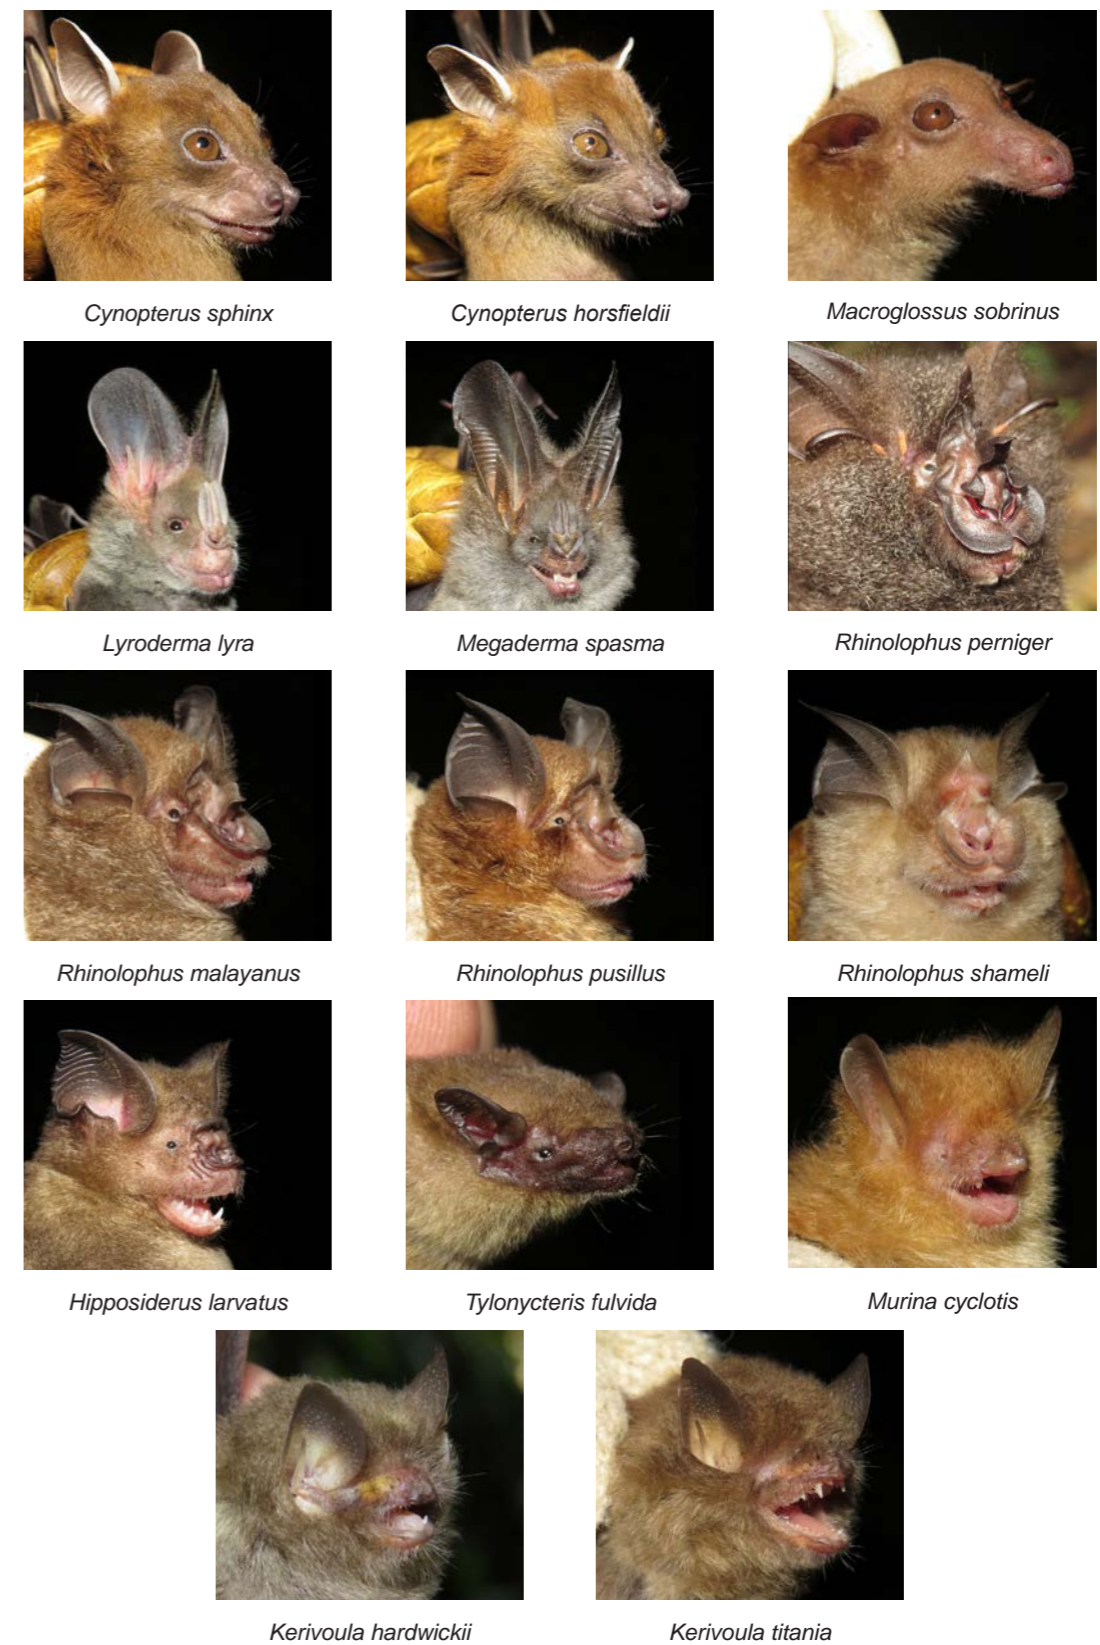 Cynopterus sphinx
Cynopterus horsfieldii
Macroglossus sobrinus
Lyroderma lyra
Megaderma spasma
Rhinolophus perniger
Rhinolophus malayanus
Rhinolophus pusillus
Rhinolophus shameli
Hipposiderus larvatus
Tylonycteris fulvida
Murina cyclotis
Kerivoula hardwickii
Kerivoula titania